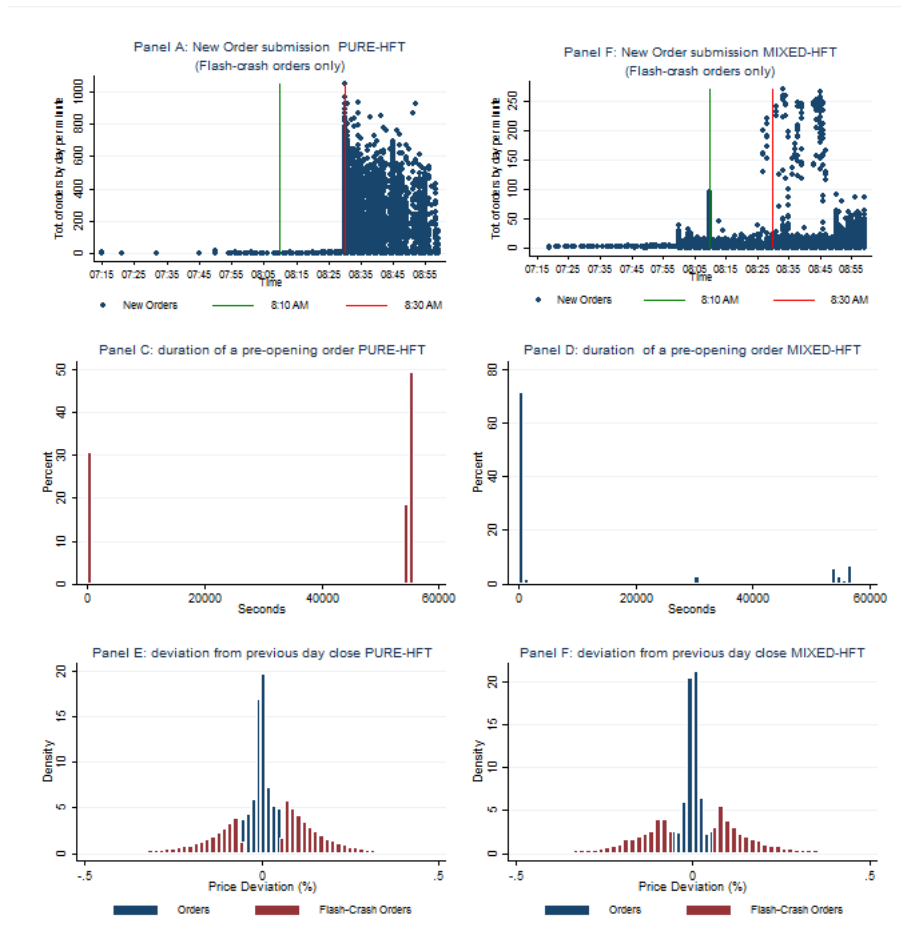 Panel A: New Order submission PURE-HFT
(Flash-crash orders only)
Tot. of orders by day per minute
0 200 400 600 800 1000
07:15 07:25 07:35 07:45 07:55 08:05 08:15 08:25 08:35 08:45 08:55
Time
New Orders 8:10 AM 8:30 AM
Panel F: New Order submission MIXED-HFT
(Flash-crash orders only)
Tot. of orders by day per minute
0 50 100 150 200 250
07:15 07:25 07:35 07:45 07:55 08:05 08:15 08:25 08:35 08:45 08:55
Time
New Orders 8:10 AM 8:30 AM
Panel C: duration of a pre-opening order PURE-HFT
Percent
0 10 20 30 40 50
0 20000 40000 60000
Seconds
Panel D: duration of a pre-opening order MIXED-HFT
Percent
0 20 40 60 80
0 20000 40000 60000
Seconds
Panel E: deviation from previous day close PURE-HFT
Density
0 5 10 15 20
-.5 0 .5
Price Deviation (%)
Orders Flash-Crash Orders
Panel F: deviation from previous day close MIXED-HFT
Density
0 5 10 15 20
-.5 0 .5
Price Deviation (%)
Orders Flash-Crash Orders